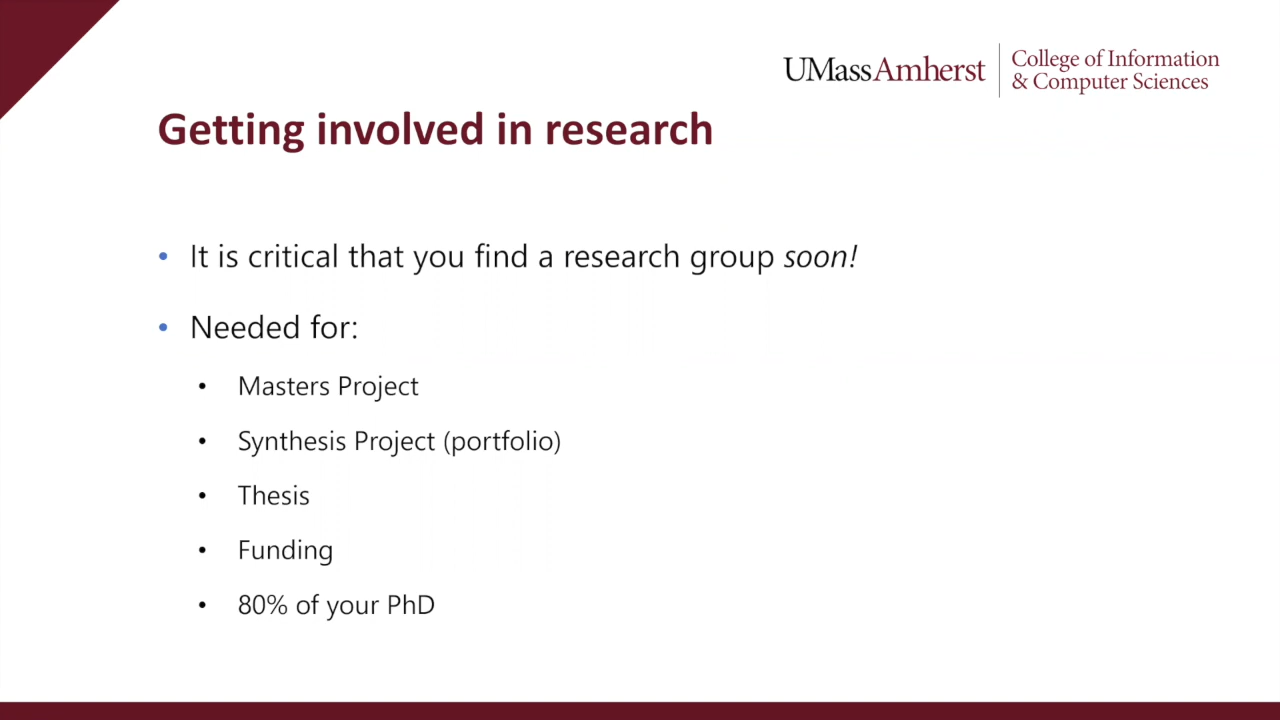 UMassAmherst
College of Information
& Computer Sciences
Getting involved in research
• It is critical that you find a research group soon!
• Needed for:
• Masters Project
• Synthesis Project (portfolio)
• Thesis
• Funding
• 80% of your PhD